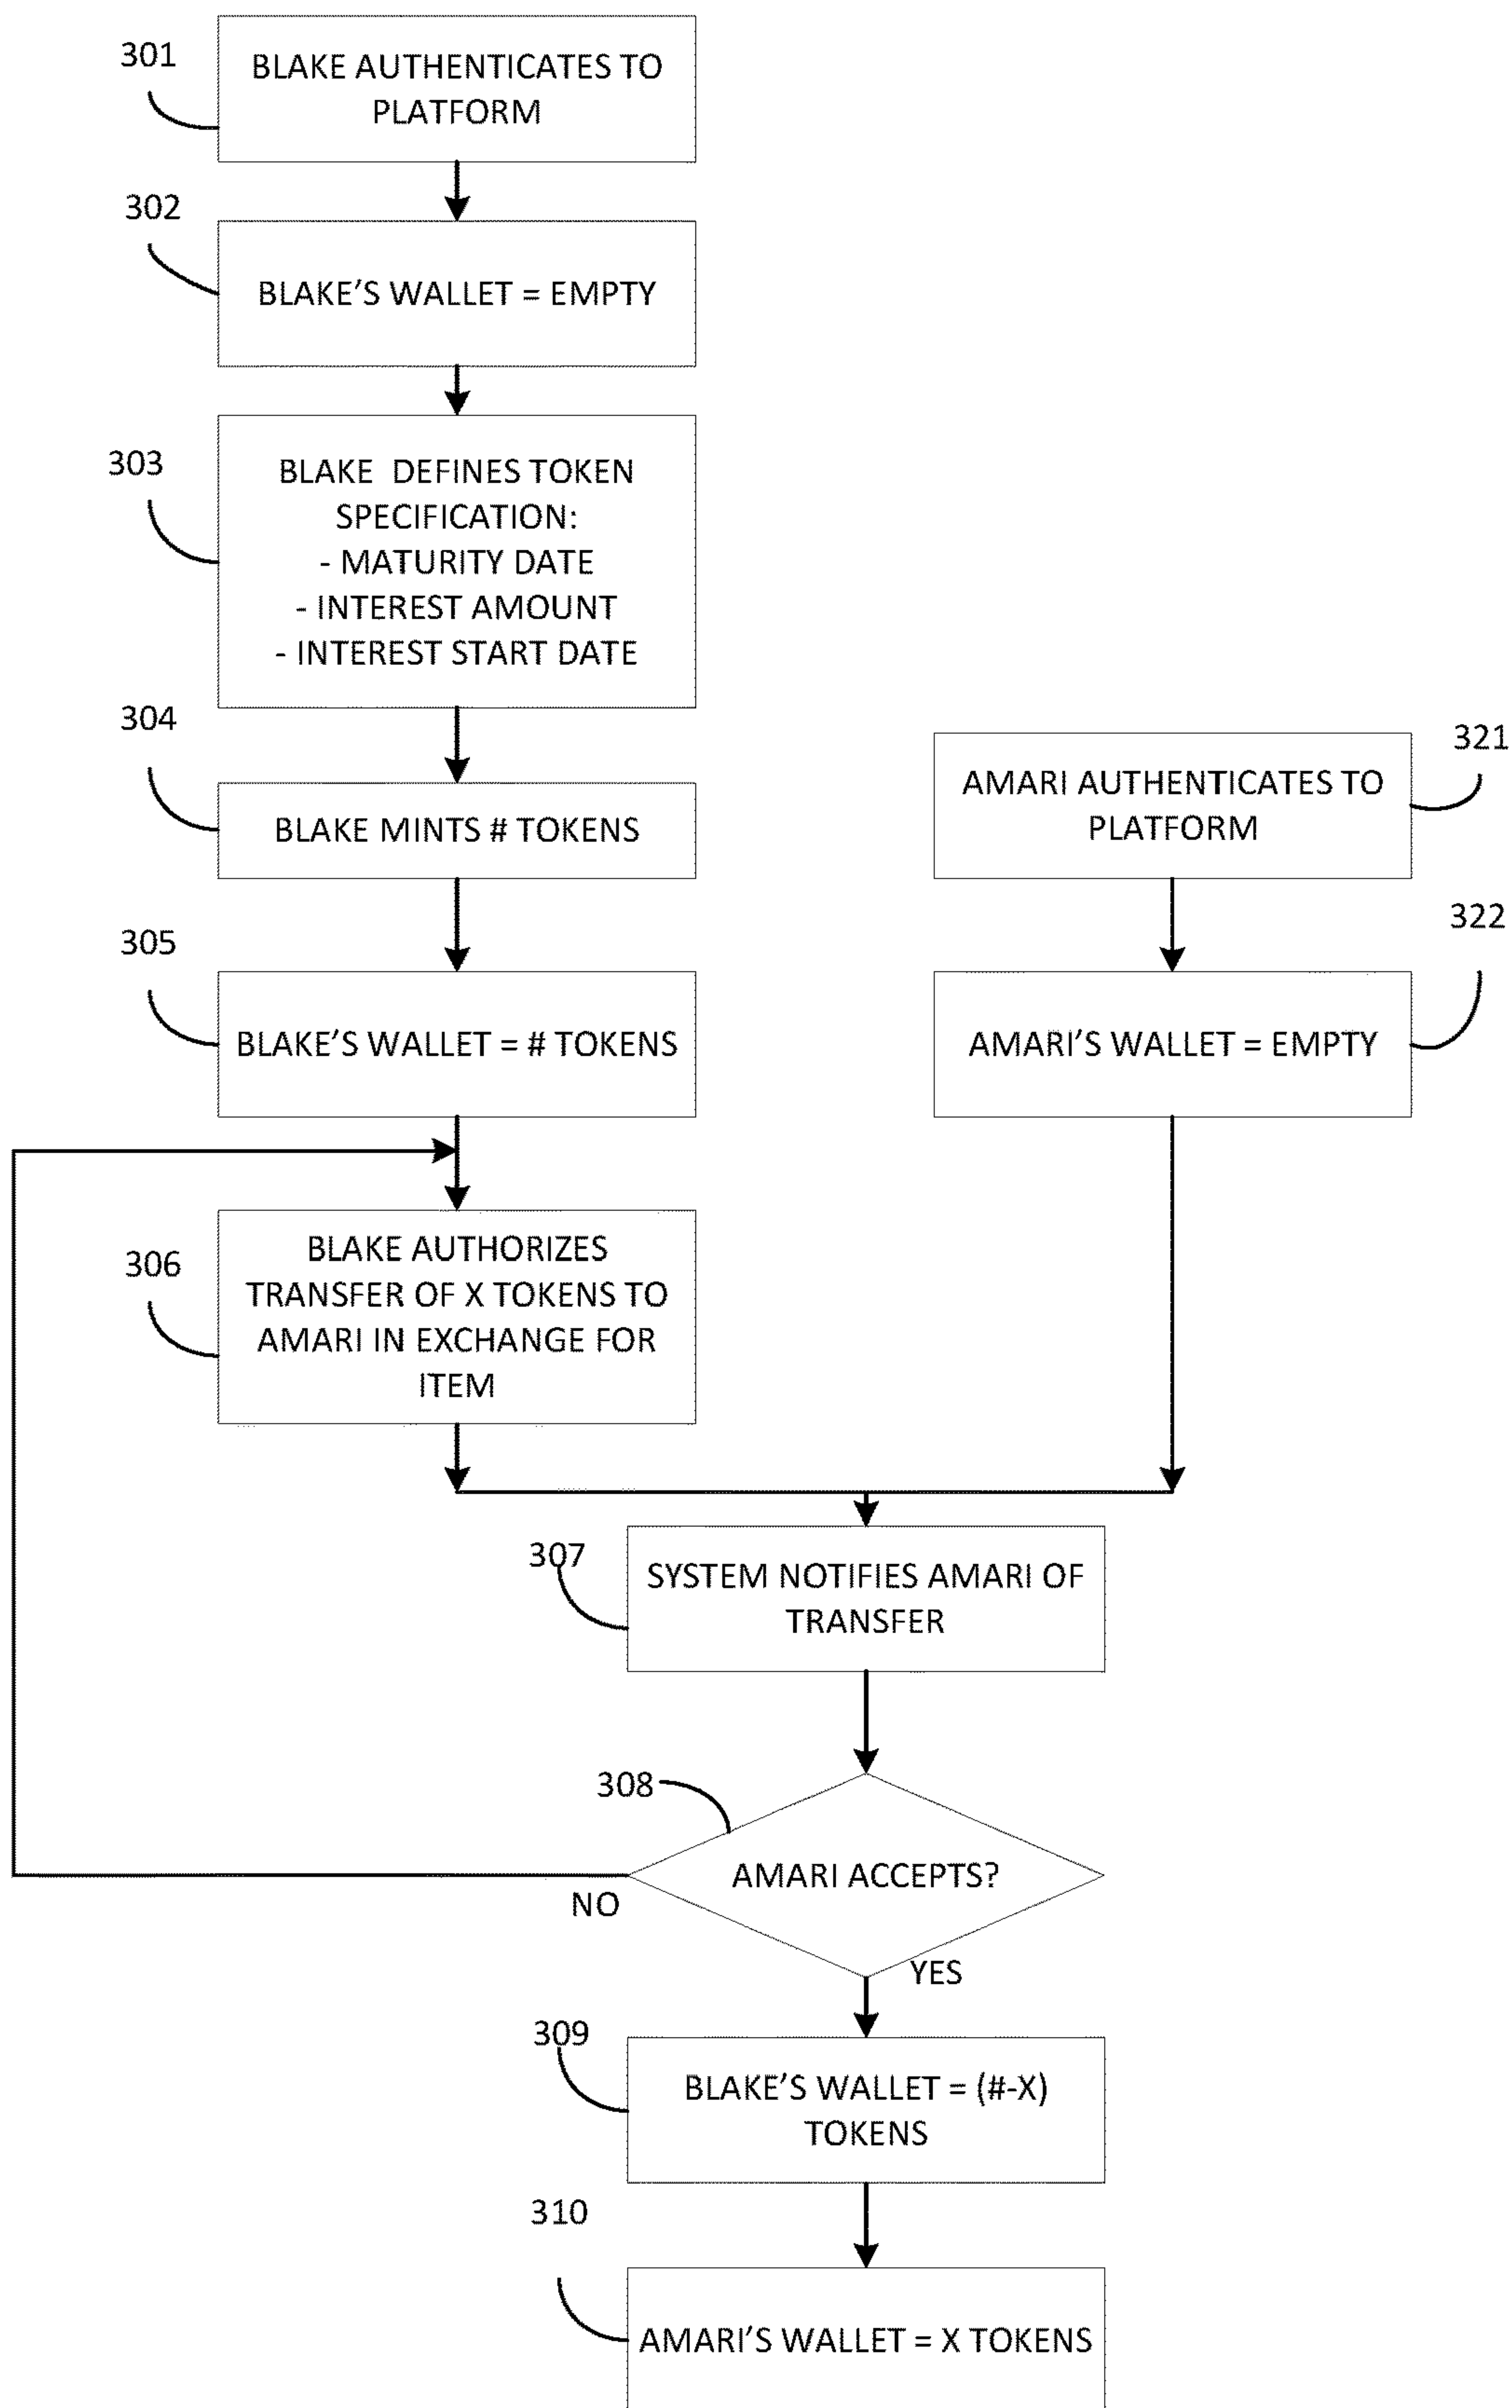 301
BLAKE AUTHENTICATES TO
PLATFORM
302
BLAKE'S WALLET = EMPTY
303
BLAKE DEFINES TOKEN
SPECIFICATION:
- MATURITY DATE
- INTEREST AMOUNT
- INTEREST START DATE
304
BLAKE MINTS # TOKENS
321
AMARI AUTHENTICATES TO
PLATFORM
305
BLAKE'S WALLET = # TOKENS
322
AMARI'S WALLET = EMPTY
306
BLAKE AUTHORIZES
TRANSFER OF X TOKENS TO
AMARI IN EXCHANGE FOR
ITEM
307
SYSTEM NOTIFIES AMARI OF
TRANSFER
308
AMARI ACCEPTS?
NO
YES
309
BLAKE'S WALLET = (#-X)
TOKENS
310
AMARI'S WALLET = X TOKENS